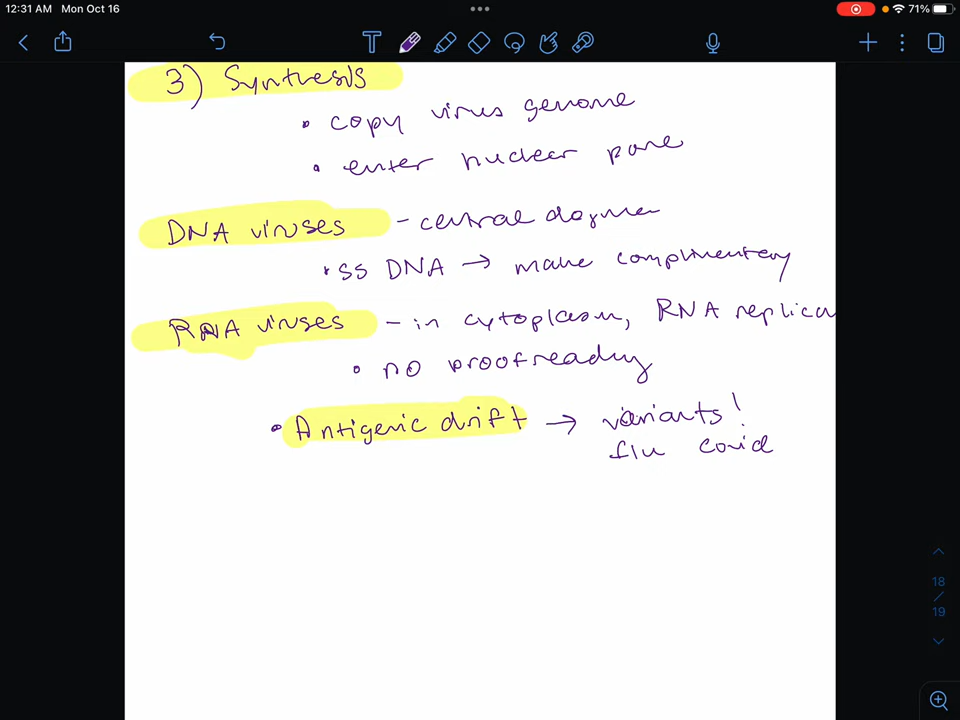 12:31 AM Mon Oct 16
71%
3) Synthesis
• copy virus genome
• enter nuclear pore
DNA viruses - central dogma
• SS DNA → make complimentary
RNA viruses - in cytoplasm, RNA replica
• no proofreading
• Antigenic drift → variants!
flu covid
18
/
19